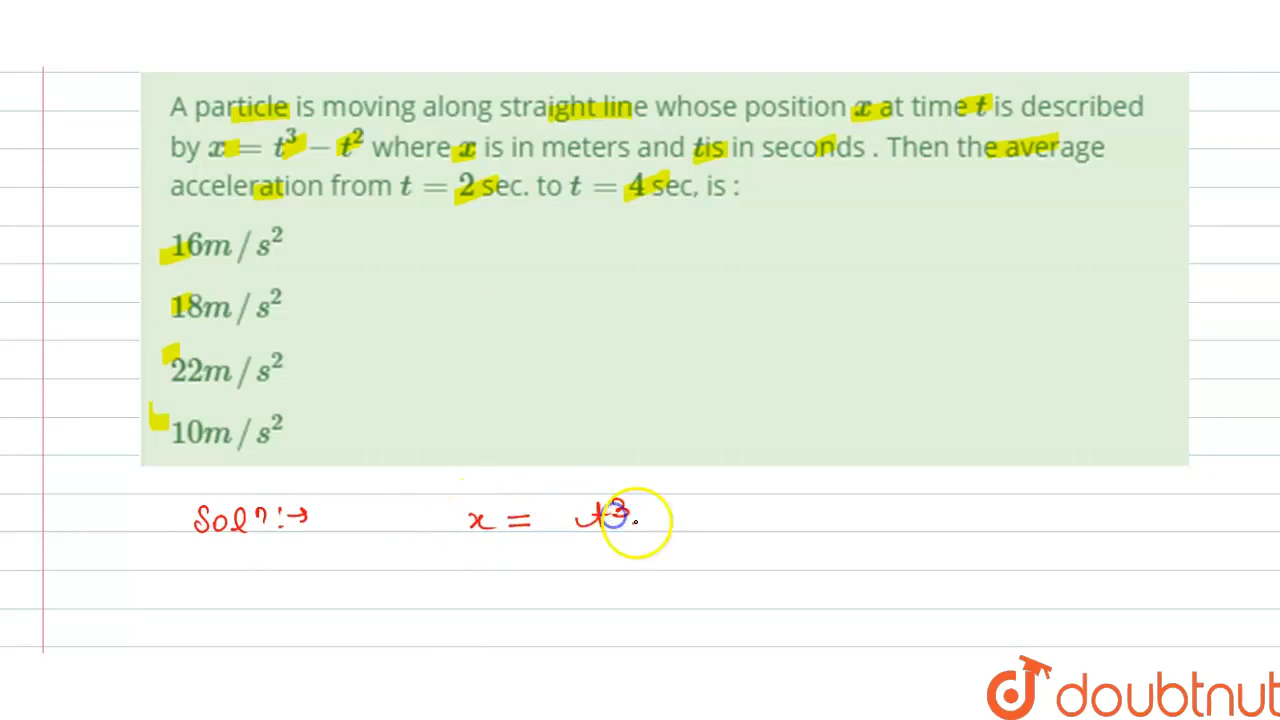 A particle is moving along straight line whose position x at time t is described
by x = t³ − t² where x is in meters and tis in seconds . Then the average
acceleration from t = 2 sec. to t = 4 sec, is :
16m/s²
18m/s²
22m/s²
10m/s²
Solⁿ:→ x = t³
doubtnut